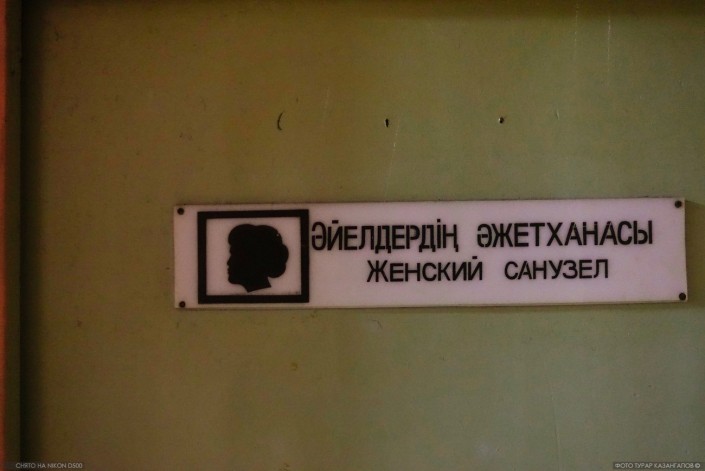 ӘЙЕЛДЕРДІҢ ӘЖЕТХАНАСЫ
ЖЕНСКИЙ САНУЗЕЛ
СНЯТО НА NIKON D500
ФОТО ТУРАР КАЗАНГАПОВ ©